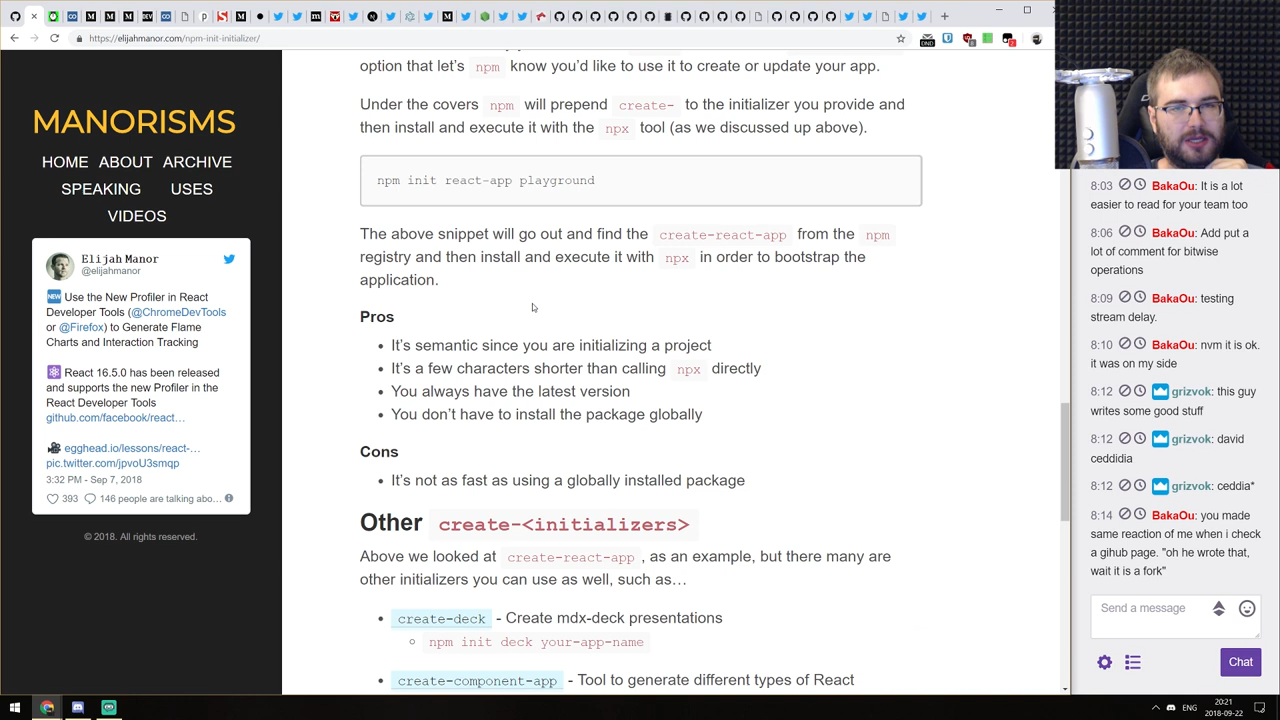 https://elijahmanor.com/npm-init-initializer/
MANORISMS
HOME ABOUT ARCHIVE
SPEAKING USES
VIDEOS
Elijah Manor
@elijahmanor
Use the New Profiler in React
Developer Tools (@ChromeDevTools
or @Firefox) to Generate Flame
Charts and Interaction Tracking
React 16.5.0 has been released
and supports the new Profiler in the
React Developer Tools
github.com/facebook/react…
egghead.io/lessons/react-…
pic.twitter.com/jpvoU3smqp
3:32 PM - Sep 7, 2018
393 146 people are talking abo...
© 2018. All rights reserved.
option that let's npm know you'd like to use it to create or update your app.
Under the covers npm will prepend create- to the initializer you provide and
then install and execute it with the npx tool (as we discussed up above).
npm init react-app playground
The above snippet will go out and find the create-react-app from the npm
registry and then install and execute it with npx in order to bootstrap the
application.
Pros
It's semantic since you are initializing a project
It's a few characters shorter than calling npx directly
You always have the latest version
You don't have to install the package globally
Cons
It's not as fast as using a globally installed package
Other create-<initializers>
Above we looked at create-react-app, as an example, but there many are
other initializers you can use as well, such as…
create-deck - Create mdx-deck presentations
npm init deck your-app-name
create-component-app - Tool to generate different types of React
8:03 BakaOu: It is a lot
easier to read for your team too
8:06 BakaOu: Add put a
lot of comment for bitwise
operations
8:09 BakaOu: testing
stream delay.
8:10 BakaOu: nvm it is ok.
it was on my side
8:12 grizvok: this guy
writes some good stuff
8:12 grizvok: david
ceddidia
8:12 grizvok: ceddia*
8:14 BakaOu: you made
same reaction of me when i check
a gihub page. "oh he wrote that,
wait it is a fork"
Send a message
Chat
ENG
20:21
2018-09-22